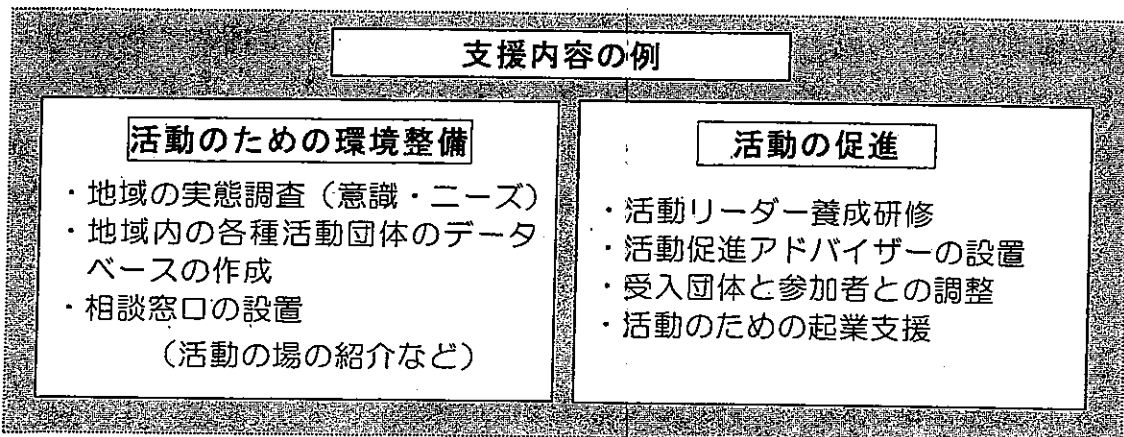 支援内容の例
活動のための環境整備
・地域の実態調査（意識・ニーズ）
・地域内の各種活動団体のデータ
ベースの作成
・相談窓口の設置
（活動の場の紹介など）
活動の促進
・活動リーダー養成研修
・活動促進アドバイザーの設置
・受入団体と参加者との調整
・活動のための起業支援